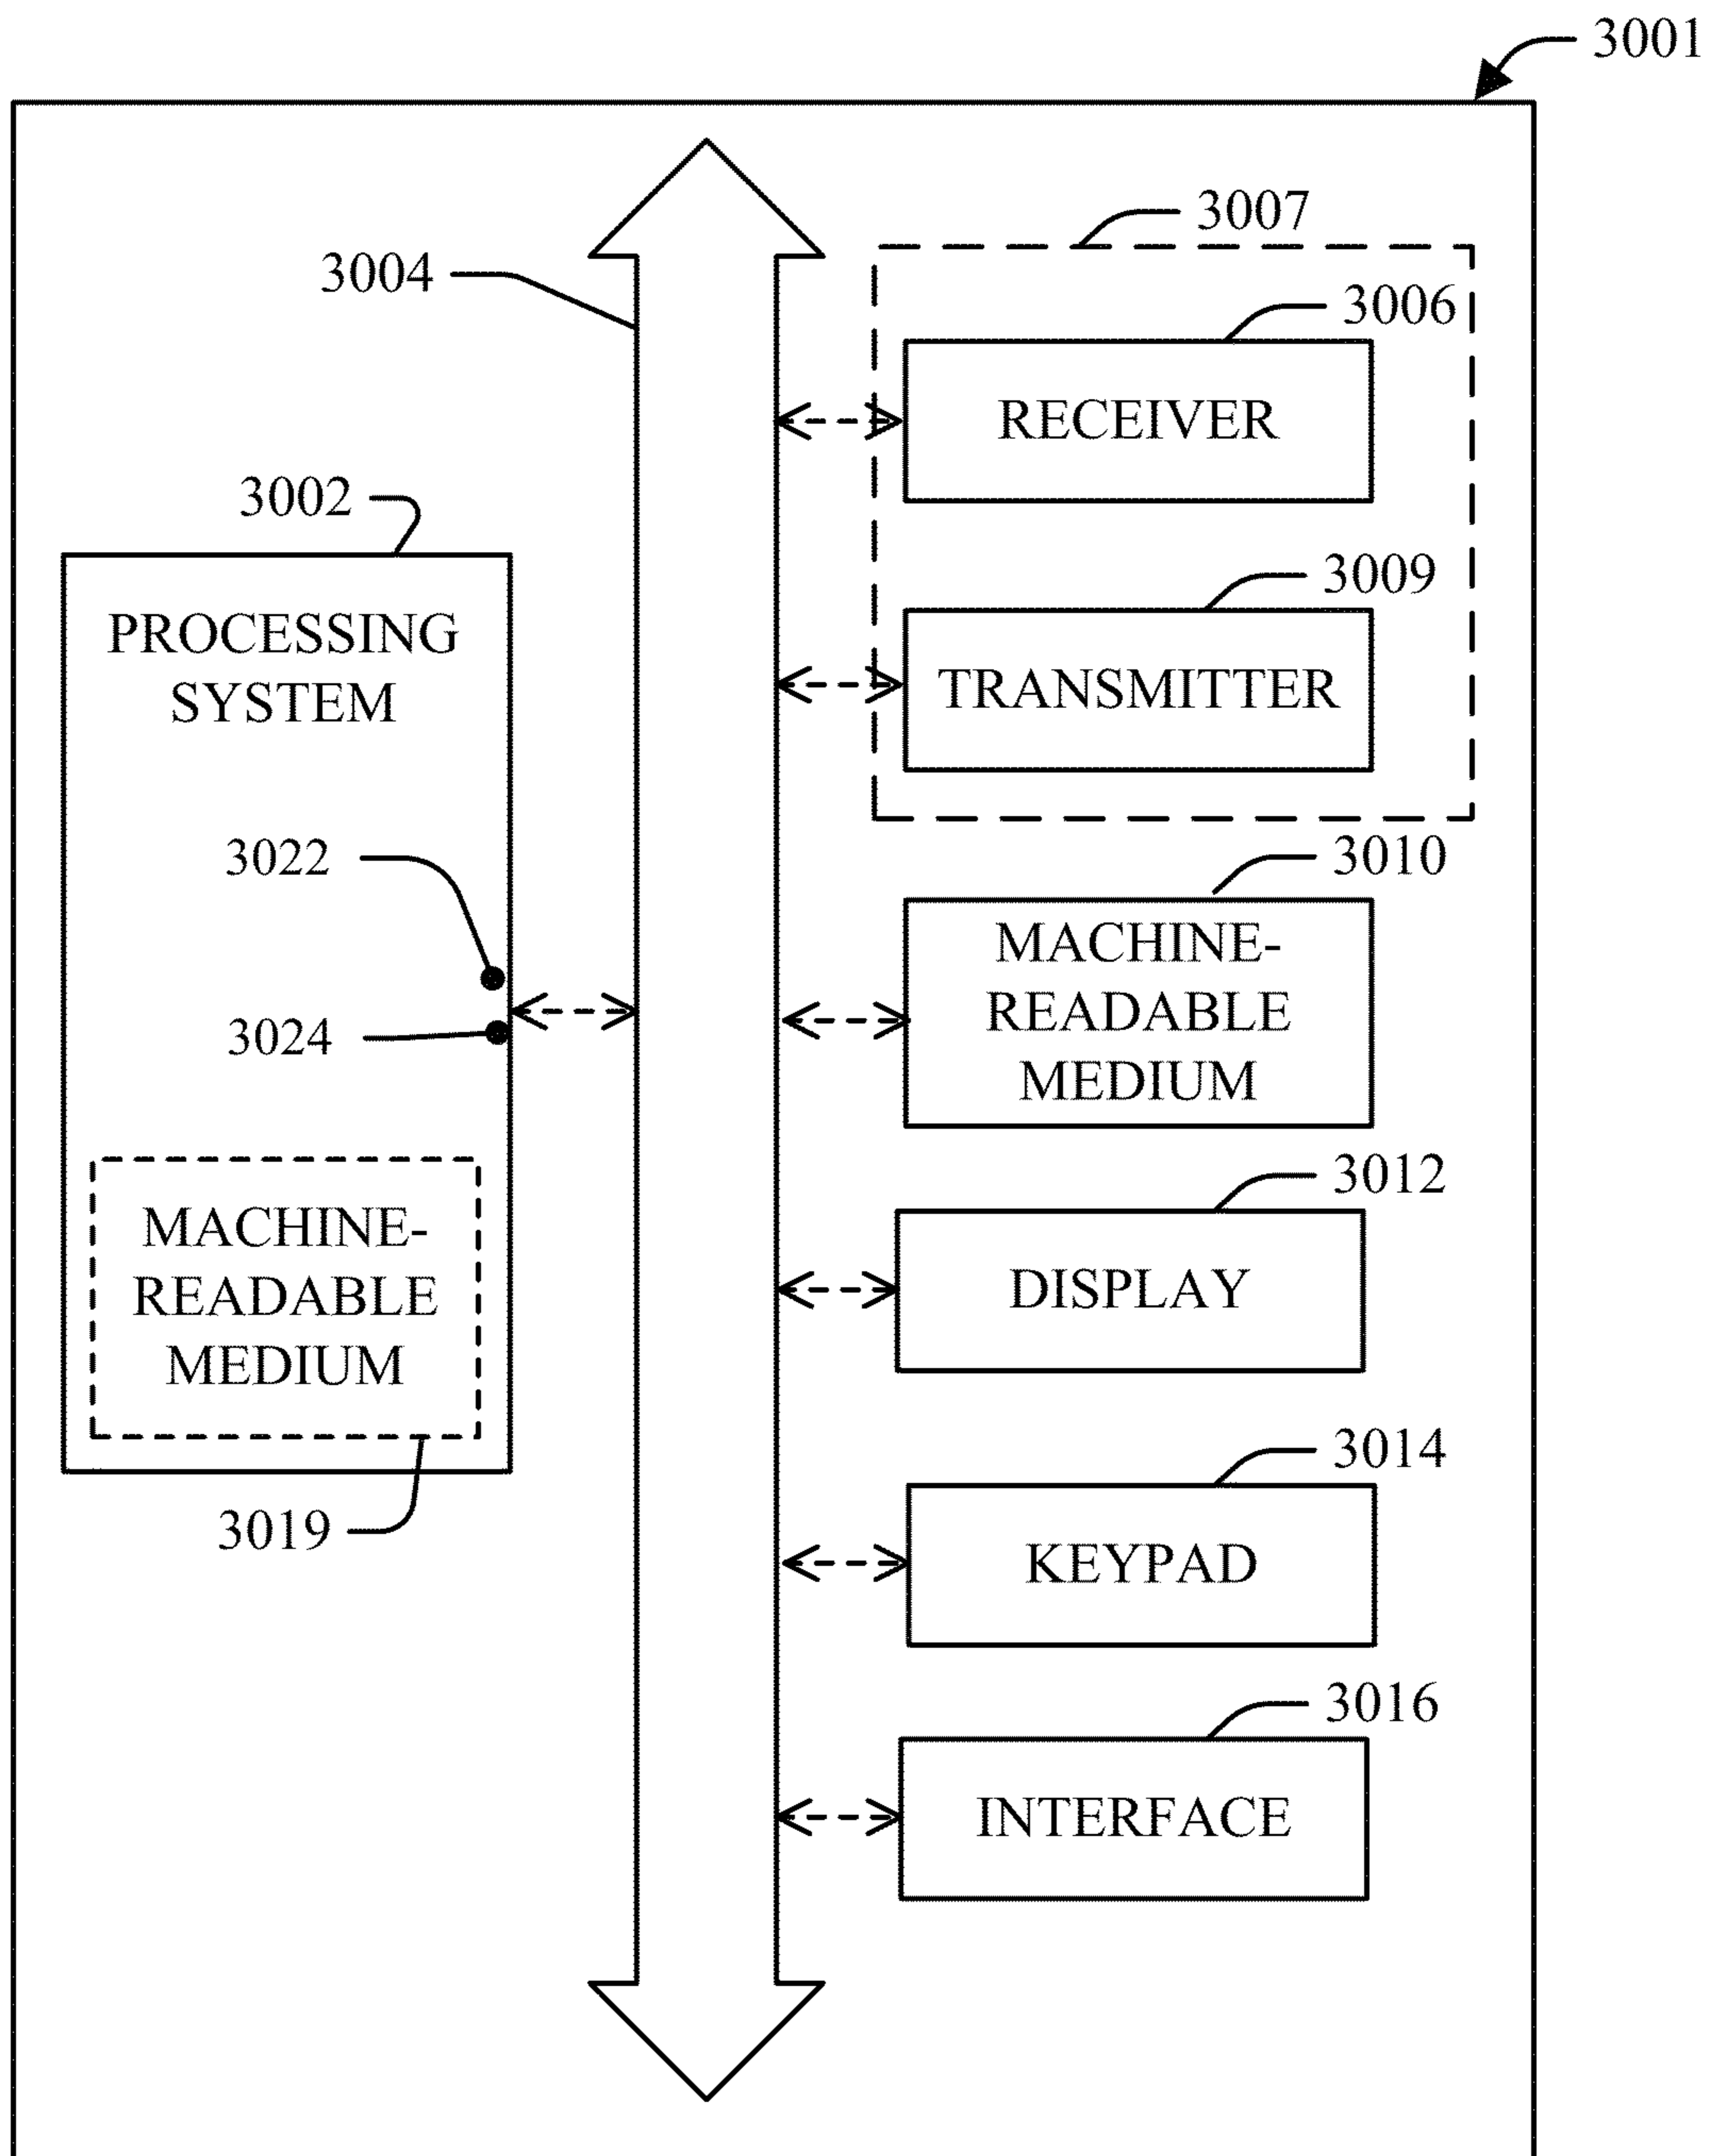 3001
3007
3004
3006
RECEIVER
3002
3009
PROCESSING
SYSTEM
TRANSMITTER
3022
3010
MACHINE-
READABLE
MEDIUM
3024
3012
MACHINE-
READABLE
MEDIUM
DISPLAY
3014
3019
KEYPAD
3016
INTERFACE